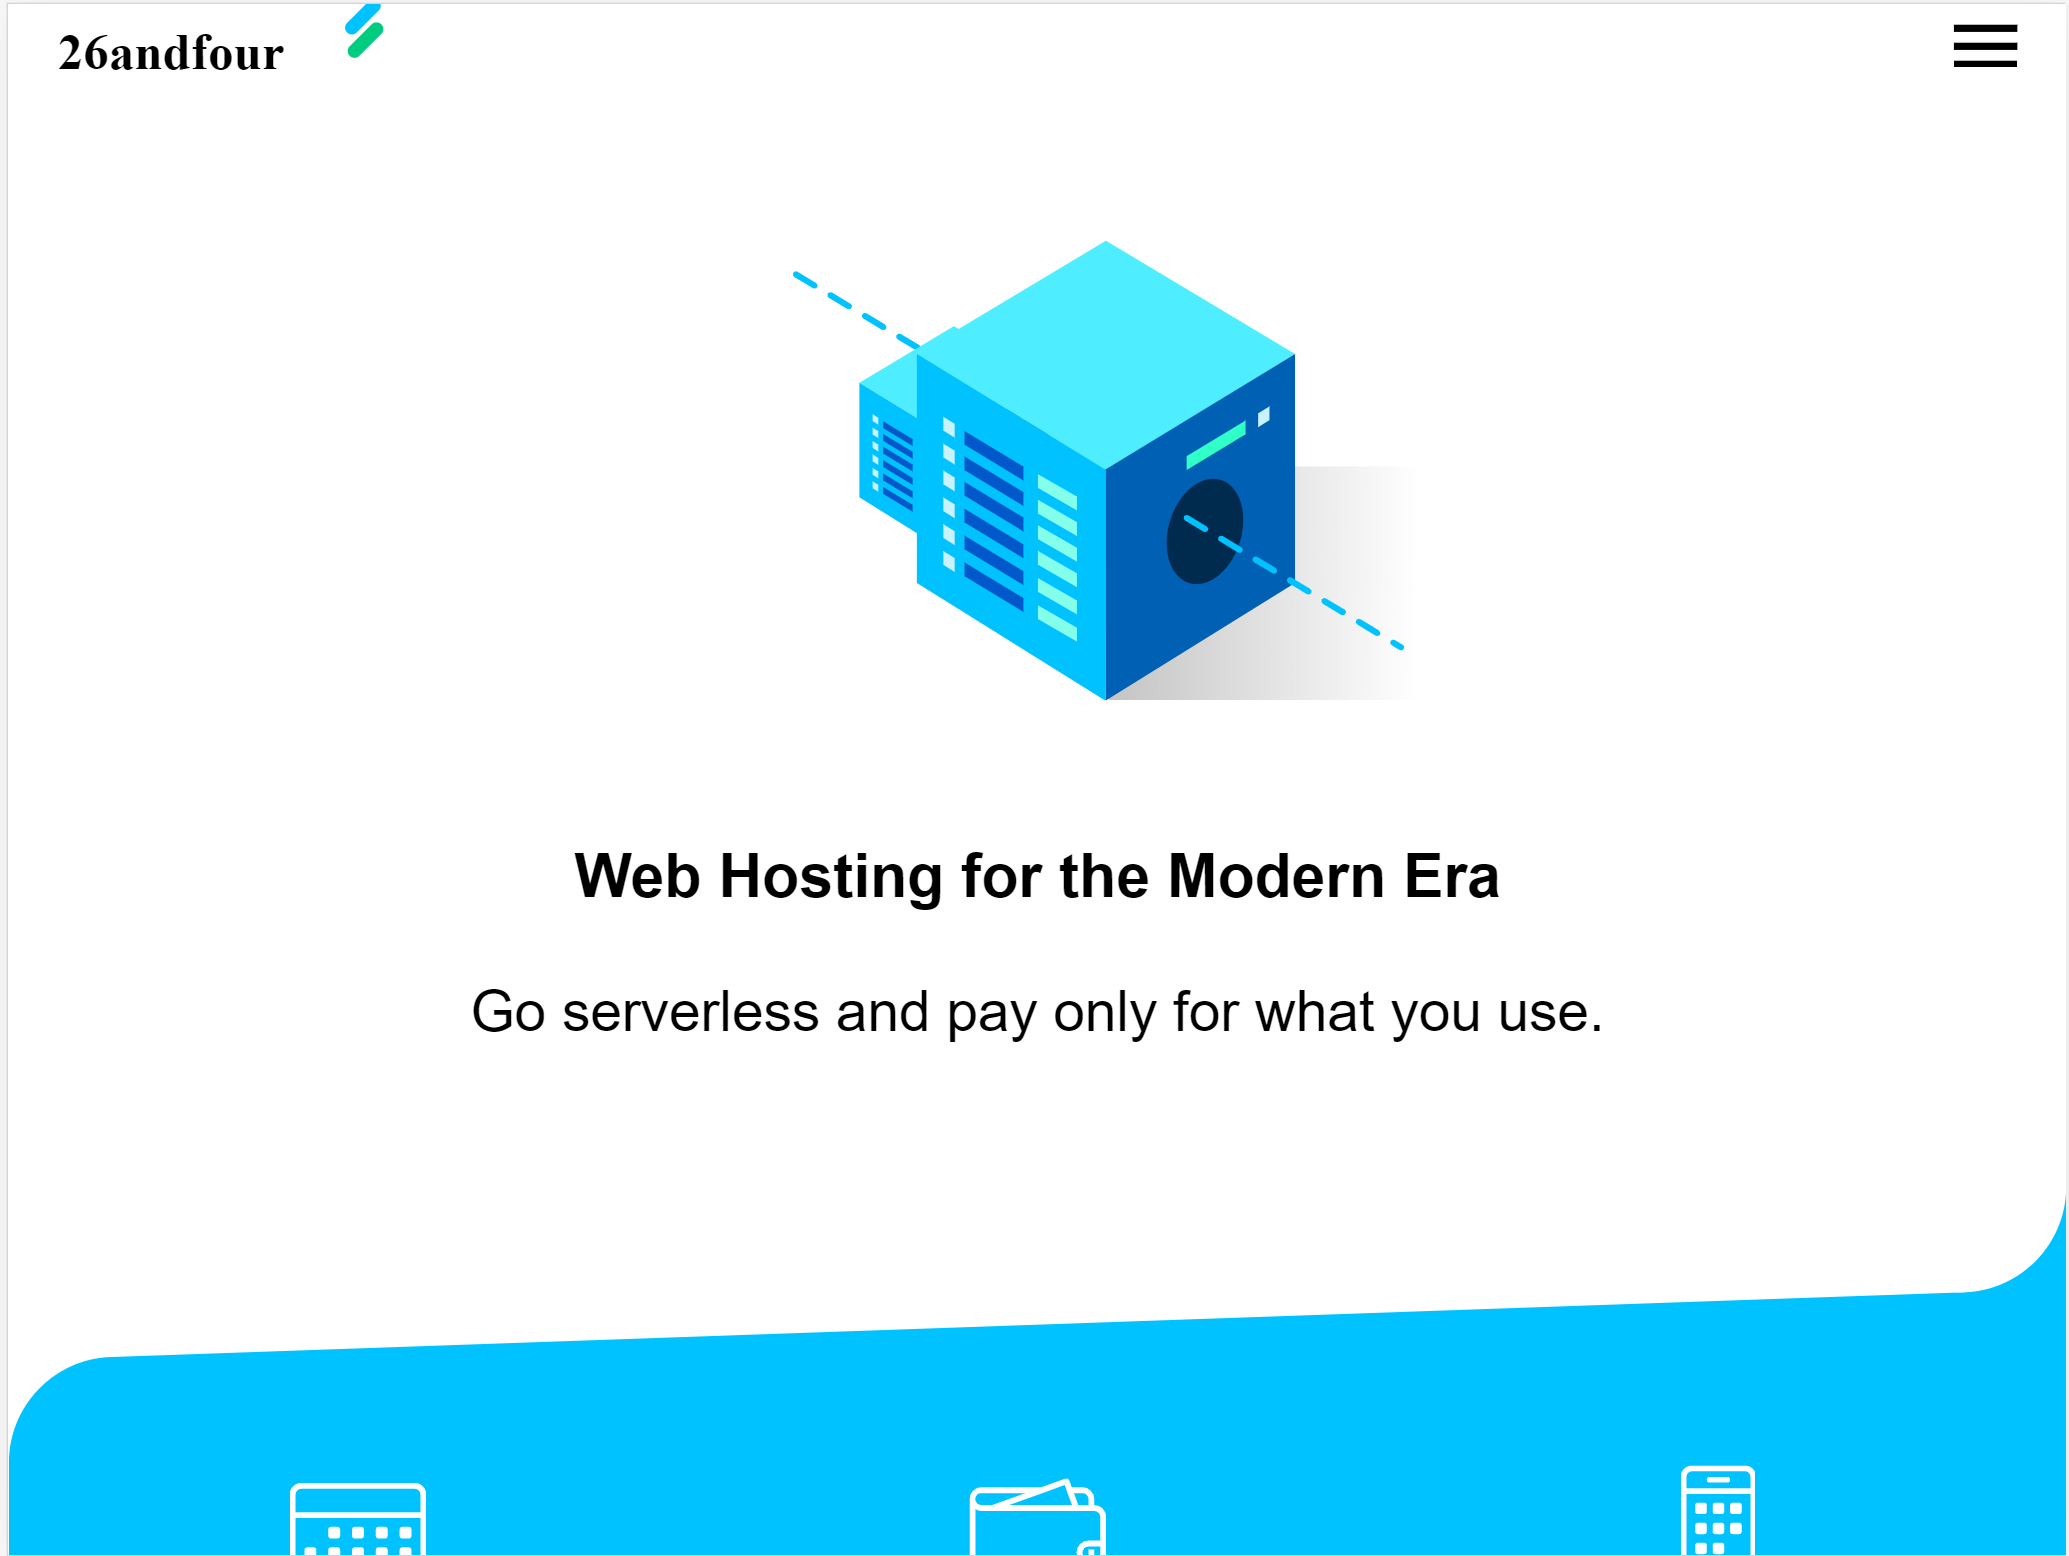 26andfour
Web Hosting for the Modern Era
Go serverless and pay only for what you use.